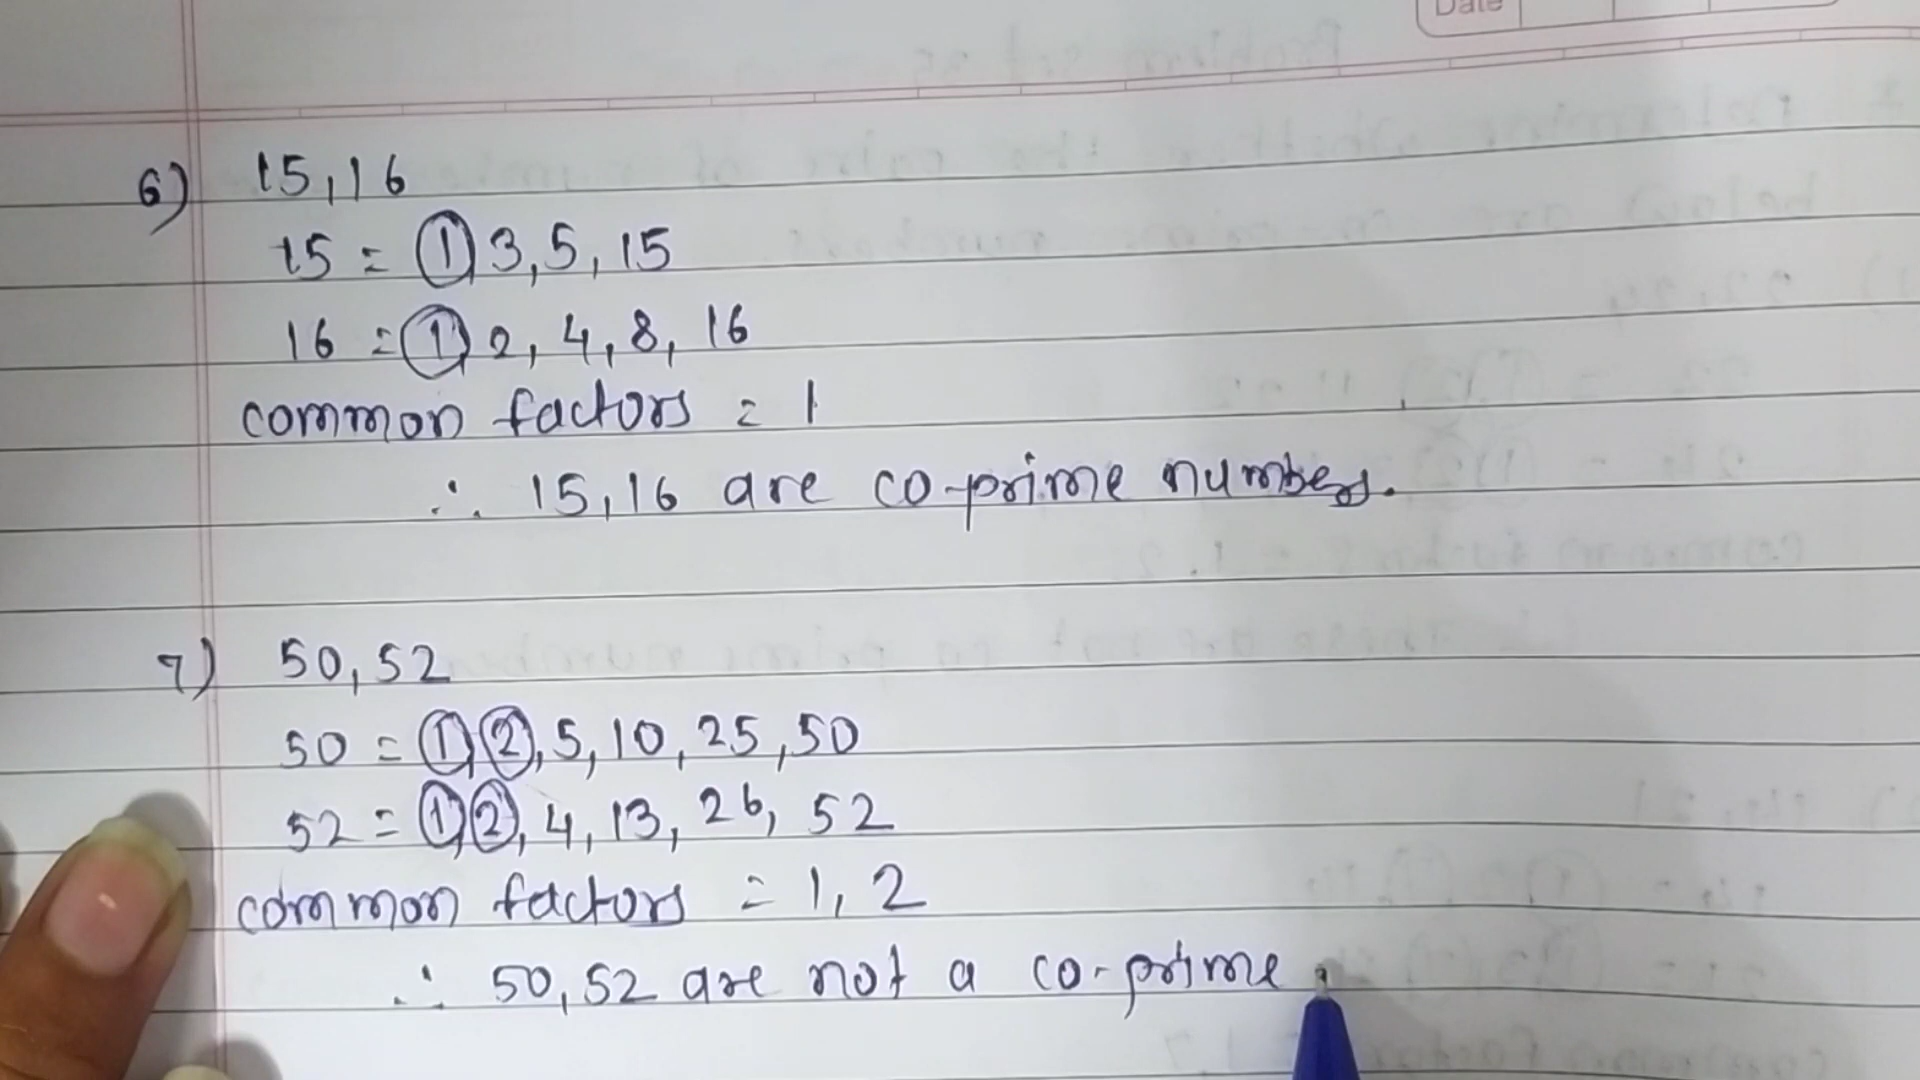 Date
6) 15, 16
15 = 1, 3, 5, 15
16 = 1, 2, 4, 8, 16
common factors = 1
∴ 15, 16 are co-prime numbers.
7) 50, 52
50 = 1, 2, 5, 10, 25, 50
52 = 1, 2, 4, 13, 26, 52
common factors = 1, 2
∴ 50, 52 are not a co-prime